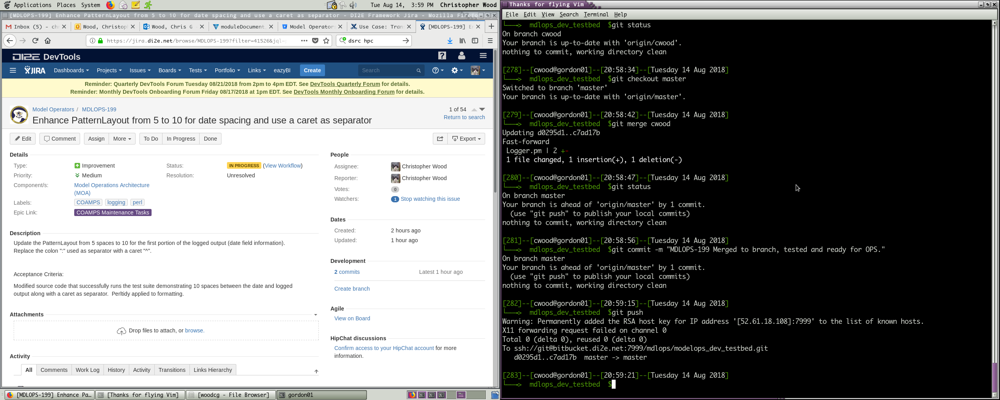 Applications Places System Tue Aug 14, 3:59 PM Christopher Wood
[MDLOPS-199] Enhance PatternLayout from 5 to 10 for date spacing and use a caret as separator - DI2E Framework Jira - Mozilla Firefo
Inbox (5) - ch
Wood, Christop
Wood, Chris G
moduleDocument
Model Operator
Use Case: Tran
[MDLOPS-199] E
https://jira.di2e.net/browse/MDLOPS-199?filter=41526&jql=
dsrc hpc
DI2E DevTools
JIRA Dashboards Projects Issues Boards Tests Portfolio Links eazyBI Create Search
Reminder: Quarterly DevTools Forum Tuesday 08/21/2018 from 2pm to 4pm EDT. See DevTools Quarterly Forum for details.
Reminder: Monthly DevTools Onboarding Forum Friday 08/17/2018 at 1pm EDT. See DevTools Monthly Onboarding Forum for details.
Model Operators / MDLOPS-199
1 of 54
Enhance PatternLayout from 5 to 10 for date spacing and use a caret as separator
Return to search
Edit Comment Assign More To Do In Progress Done Export
Details
Type: Improvement
Status: IN PROGRESS (View Workflow)
Priority: Medium
Resolution: Unresolved
Component/s: Model Operations Architecture
(MOA)
Labels: COAMPS logging perl
Epic Link: COAMPS Maintenance Tasks
Description
Update the PatternLayout from 5 spaces to 10 for the first portion of the logged output (date field information).
Replace the colon ":" used as separator with a caret "^".
Acceptance Criteria:
Modified source code that successfully runs the test suite demonstrating 10 spaces between the date and logged
output along with a caret as separator.  Perltidy applied to formatting.
Attachments
Drop files to attach, or browse.
Activity
All Comments Work Log History Activity Transitions Links Hierarchy
People
Assignee: Christopher Wood
Reporter: Christopher Wood
Votes: 0
Watchers: 1 Stop watching this issue
Dates
Created: 2 hours ago
Updated: 1 hour ago
Development
2 commits Latest 1 hour ago
Create branch
Agile
View on Board
HipChat discussions
Confirm access to your HipChat account for more
information.
[MDLOPS-199] Enhance Pa...
[Thanks for flying Vim]
[woodcg - File Browser]
gordon01
Thanks for flying Vim
File Edit View Search Terminal Help
└───> mdlops_dev_testbed $git status
On branch cwood
Your branch is up-to-date with 'origin/cwood'.
nothing to commit, working directory clean
[278]--[cwood@gordon01]--[20:58:34]--[Tuesday 14 Aug 2018]
└───> mdlops_dev_testbed $git checkout master
Switched to branch 'master'
Your branch is up-to-date with 'origin/master'.
[279]--[cwood@gordon01]--[20:58:42]--[Tuesday 14 Aug 2018]
└───> mdlops_dev_testbed $git merge cwood
Updating d0295d1..c7ad17b
Fast-forward
Logger.pm | 2 +-
1 file changed, 1 insertion(+), 1 deletion(-)
[280]--[cwood@gordon01]--[20:58:47]--[Tuesday 14 Aug 2018]
└───> mdlops_dev_testbed $git status
On branch master
Your branch is ahead of 'origin/master' by 1 commit.
(use "git push" to publish your local commits)
nothing to commit, working directory clean
[281]--[cwood@gordon01]--[20:58:56]--[Tuesday 14 Aug 2018]
└───> mdlops_dev_testbed $git commit -m "MDLOPS-199 Merged to branch, tested and ready for OPS."
On branch master
Your branch is ahead of 'origin/master' by 1 commit.
(use "git push" to publish your local commits)
nothing to commit, working directory clean
[282]--[cwood@gordon01]--[20:59:15]--[Tuesday 14 Aug 2018]
└───> mdlops_dev_testbed $git push
Warning: Permanently added the RSA host key for IP address '[52.61.18.108]:7999' to the list of known hosts.
X11 forwarding request failed on channel 0
Total 0 (delta 0), reused 0 (delta 0)
To ssh://git@bitbucket.di2e.net:7999/mdlops/modelops_dev_testbed.git
d0295d1..c7ad17b  master -> master
[283]--[cwood@gordon01]--[20:59:21]--[Tuesday 14 Aug 2018]
└───> mdlops_dev_testbed $